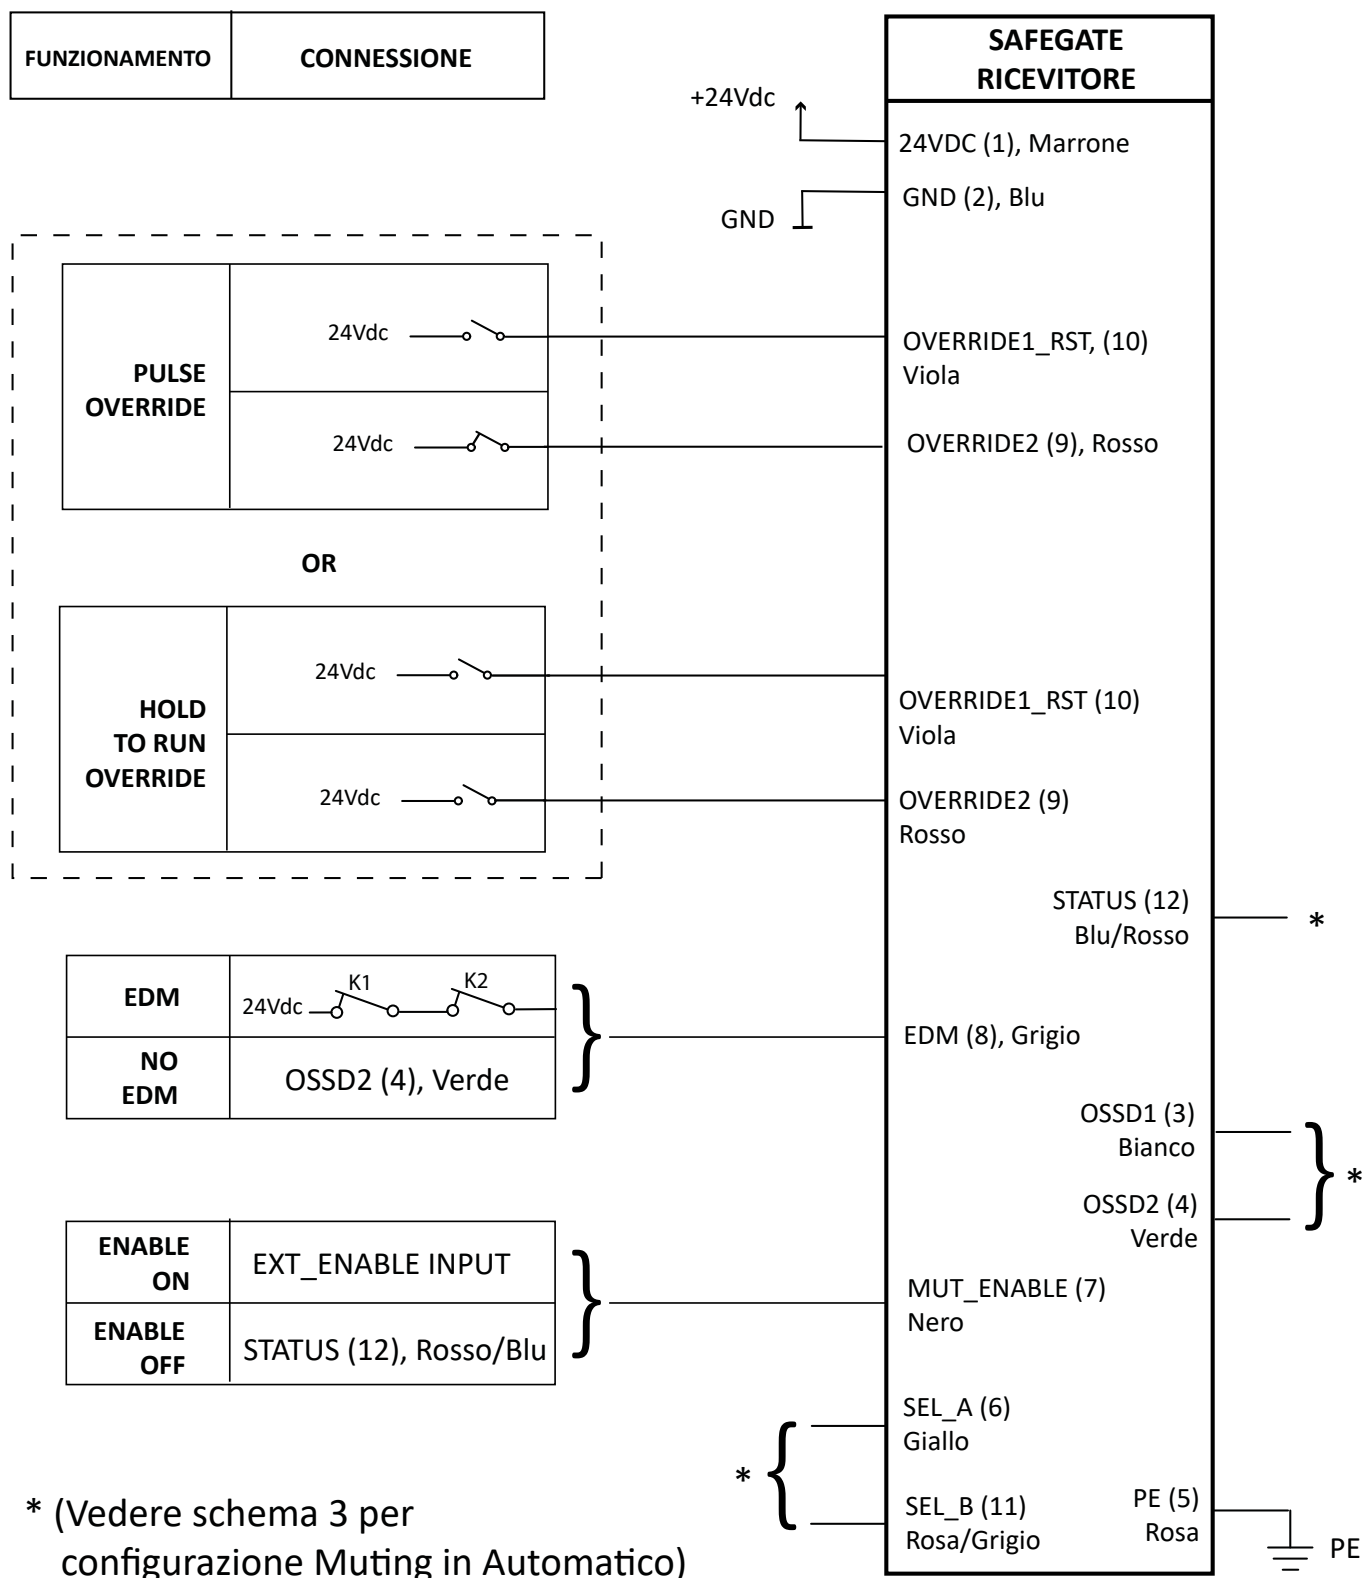 FUNZIONAMENTO CONNESSIONE
SAFEGATE
RICEVITORE
+24Vdc
24VDC (1), Marrone
GND
GND (2), Blu
PULSE
OVERRIDE
24Vdc
OVERRIDE1_RST, (10)
Viola
24Vdc
OVERRIDE2 (9), Rosso
OR
HOLD
TO RUN
OVERRIDE
24Vdc
OVERRIDE1_RST (10)
Viola
24Vdc
OVERRIDE2 (9)
Rosso
STATUS (12)
Blu/Rosso
*
EDM
24Vdc K1 K2
NO
EDM
OSSD2 (4), Verde
EDM (8), Grigio
OSSD1 (3)
Bianco
OSSD2 (4)
Verde
*
ENABLE
ON
EXT_ENABLE INPUT
ENABLE
OFF
STATUS (12), Rosso/Blu
MUT_ENABLE (7)
Nero
SEL_A (6)
Giallo
*
SEL_B (11)
Rosa/Grigio
PE (5)
Rosa
PE
* (Vedere schema 3 per
configurazione Muting in Automatico)